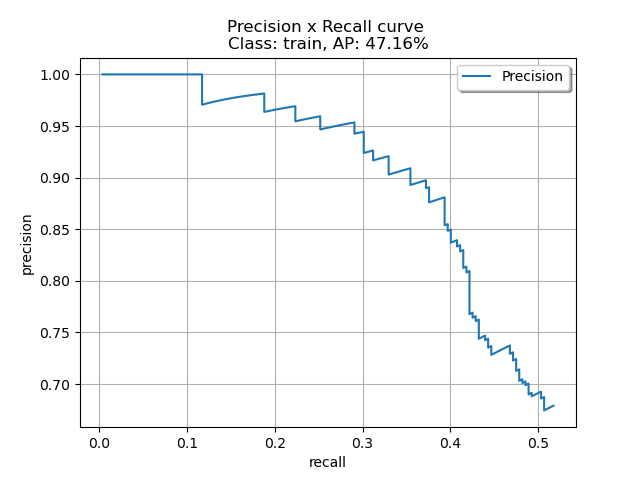 Precision x Recall curve
Class: train, AP: 47.16%
Precision
1.00
0.95
0.90
0.85
0.80
0.75
0.70
precision
0.0 0.1 0.2 0.3 0.4 0.5
recall